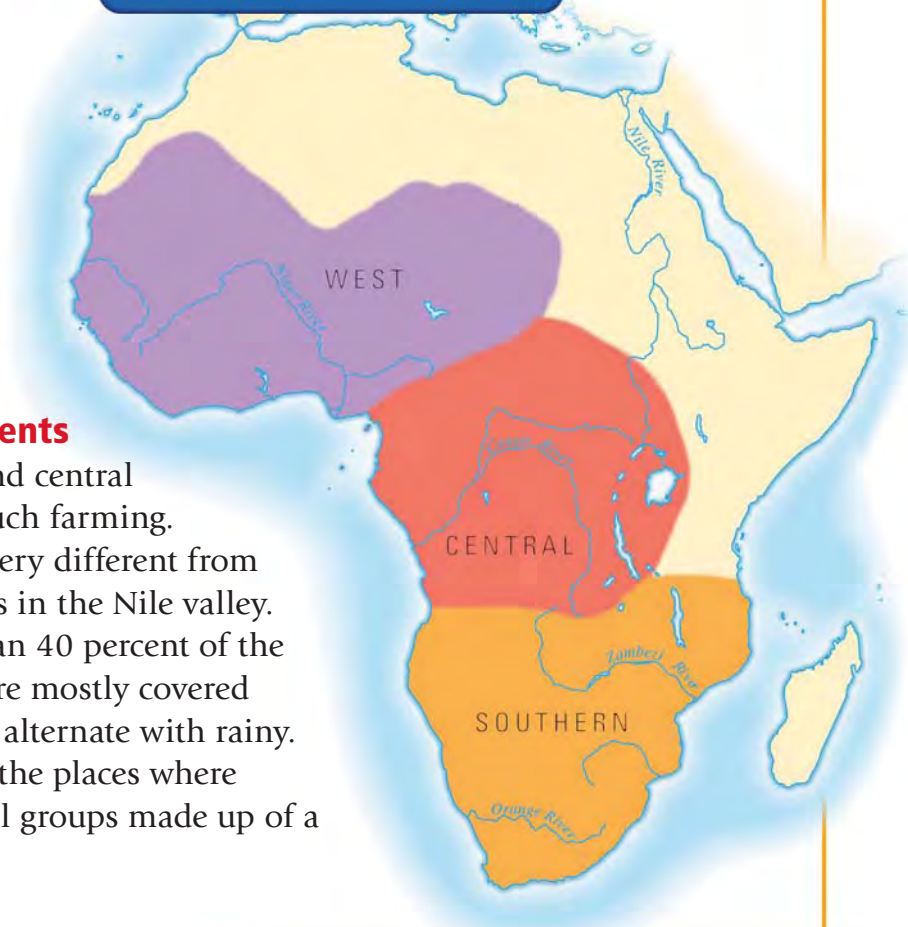 Nile River
WEST
Niger River
ents
nd central
uch farming.
Congo River
CENTRAL
ery different from
s in the Nile valley.
an 40 percent of the
re mostly covered
Zambezi River
alternate with rainy.
SOUTHERN
the places where
l groups made up of a
Orange River